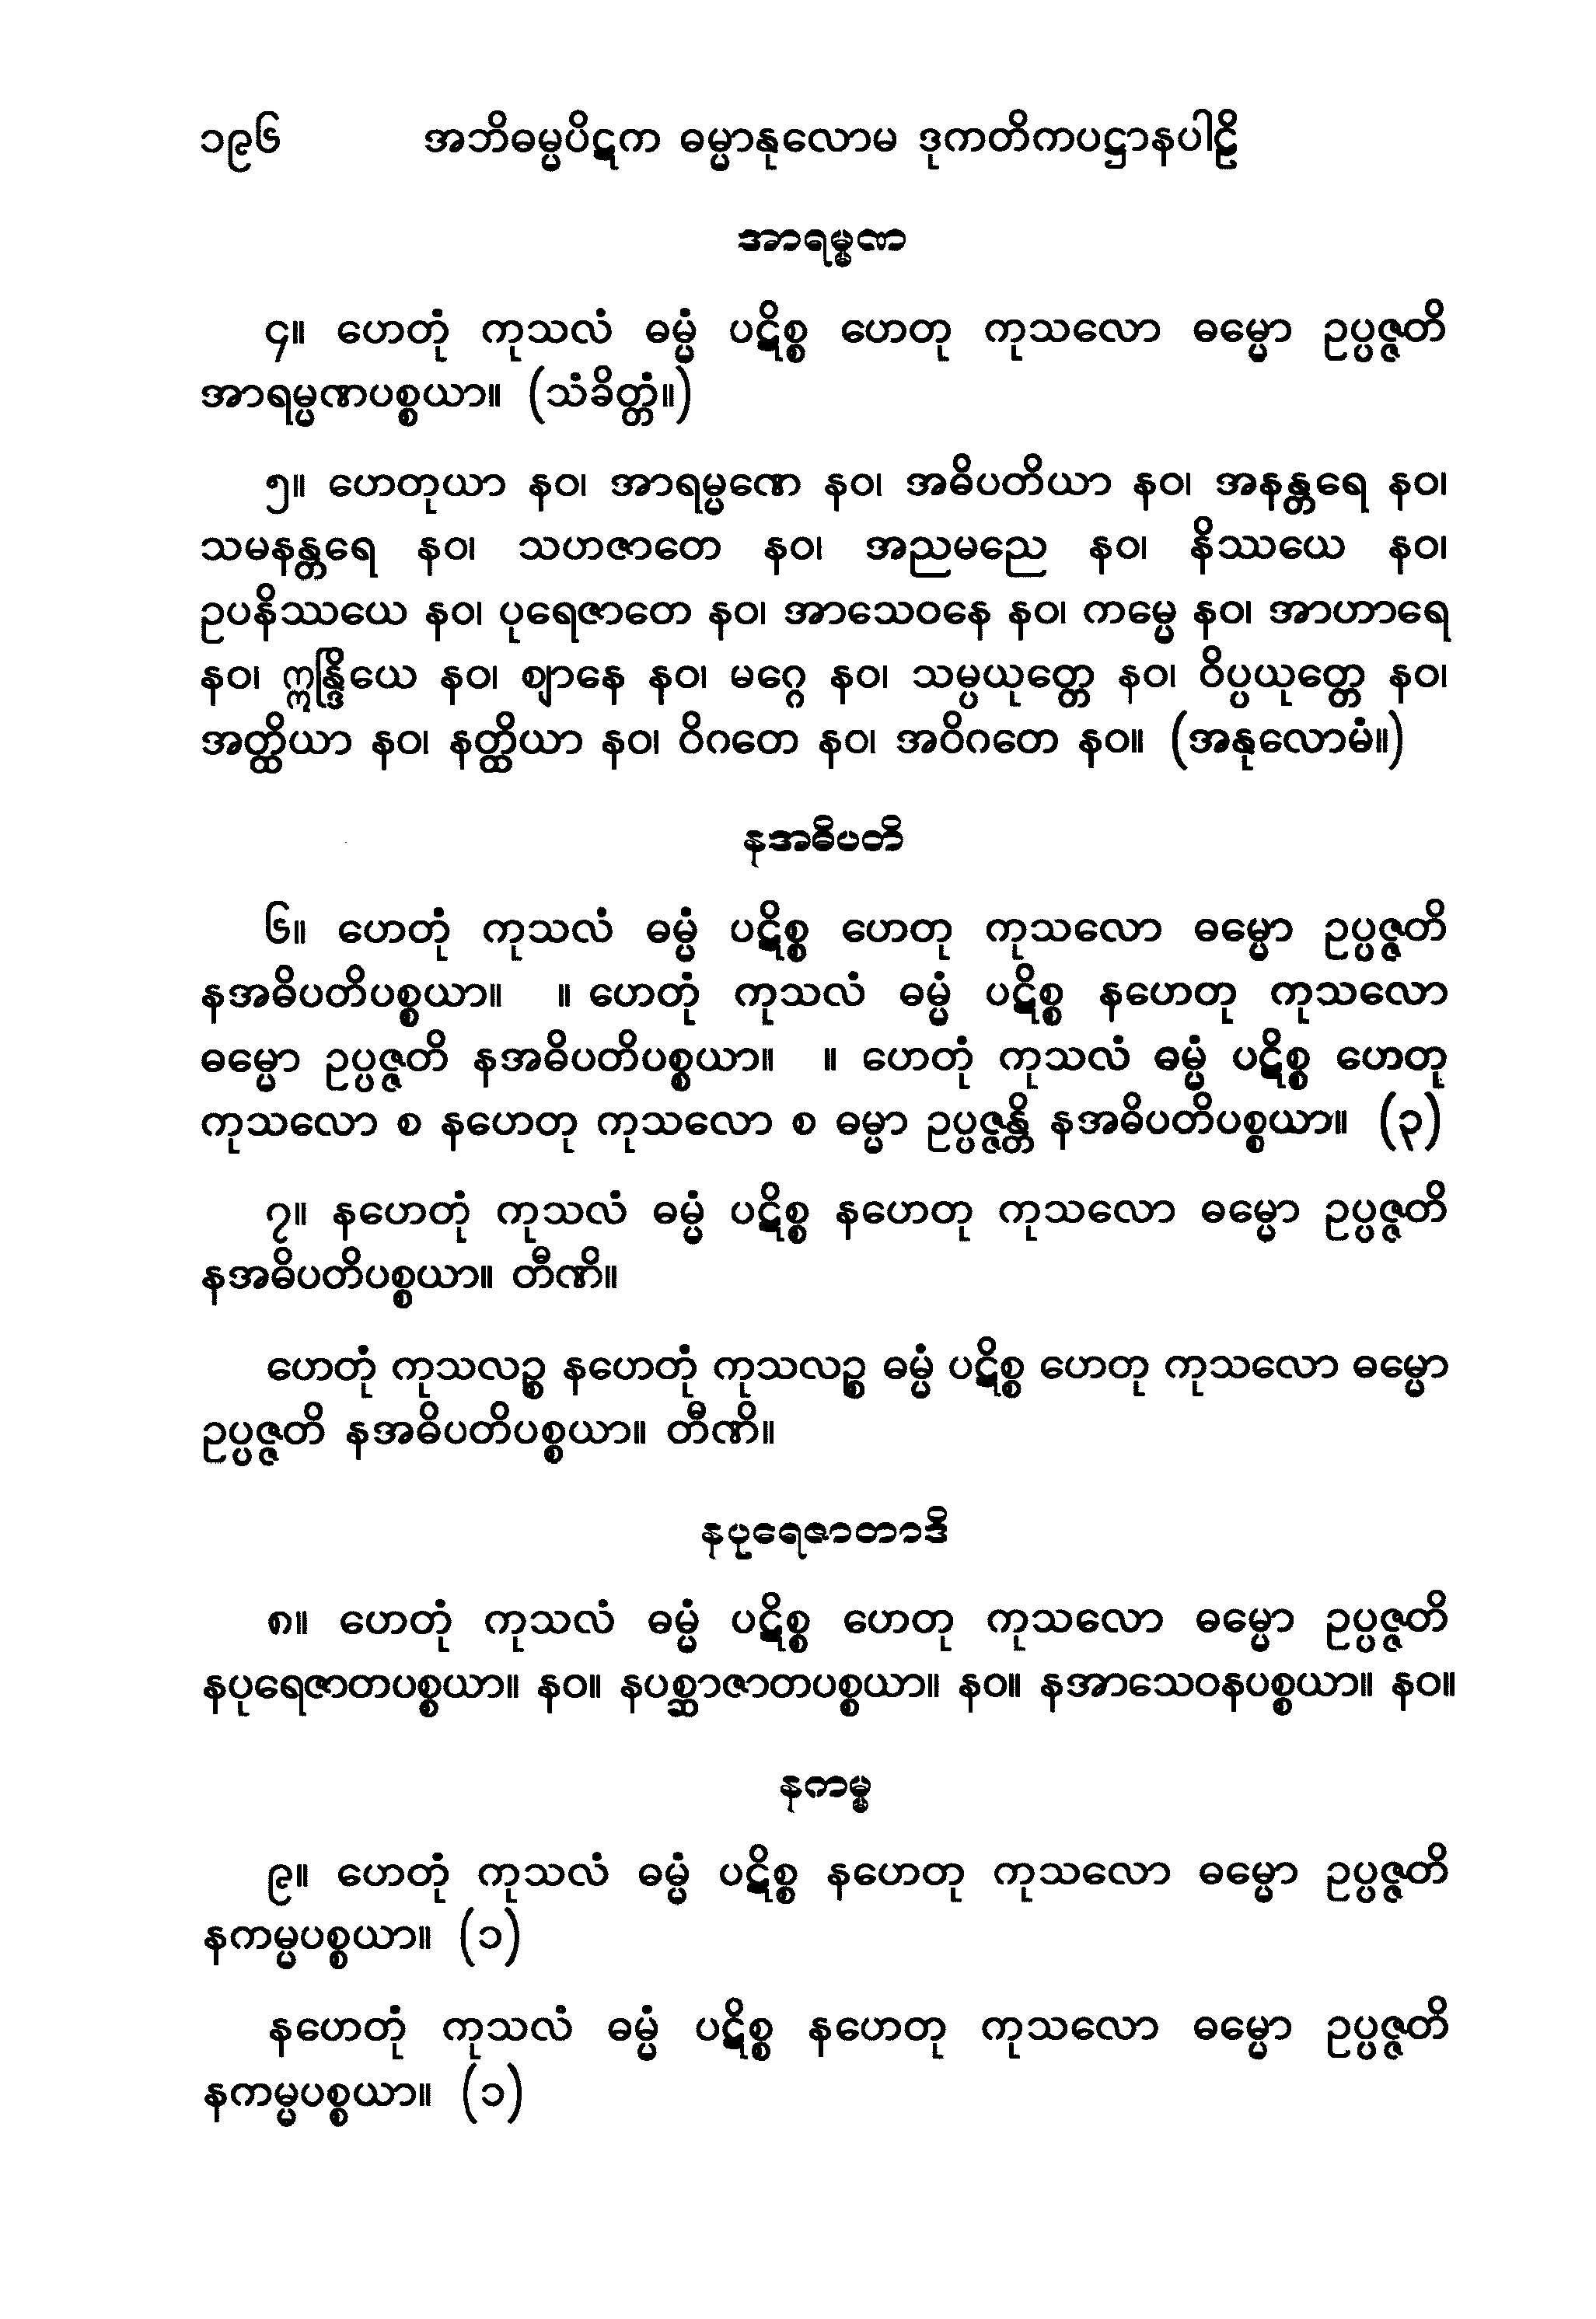 ၁၉၆ အဘိဓမ္မပိဋက ဓမ္မာနုလောမ ဒုကတိကပဋ္ဌာနပါဠိ
အာရမ္မဏ
၄။ ဟေတုံ ကုသလံ ဓမ္မံ ပဋိစ္စ ဟေတု ကုသလော ဓမ္မော ဥပ္ပဇ္ဇတိ
အာရမ္မဏပစ္စယာ။ (သံခိတ္တံ။)
၅။ ဟေတုယာ နဝ၊ အာရမ္မဏေ နဝ၊ အဓိပတိယာ နဝ၊ အနန္တရေ နဝ၊
သမနန္တရေ နဝ၊ သဟဇာတေ နဝ၊ အညမညေ နဝ၊ နိဿယေ နဝ၊
ဥပနိဿယေ နဝ၊ ပုရေဇာတေ နဝ၊ အာသေဝနေ နဝ၊ ကမ္မေ နဝ၊ အာဟာရေ
နဝ၊ ဣန္ဒြိယေ နဝ၊ ဈာနေ နဝ၊ မဂ္ဂေ နဝ၊ သမ္ပယုတ္တေ နဝ၊ ဝိပ္ပယုတ္တေ နဝ၊
အတ္ထိယာ နဝ၊ နတ္ထိယာ နဝ၊ ဝိဂတေ နဝ၊ အဝိဂတေ နဝ။ (အနုလောမံ။)
နအဓိပတိ
၆။ ဟေတုံ ကုသလံ ဓမ္မံ ပဋိစ္စ ဟေတု ကုသလော ဓမ္မော ဥပ္ပဇ္ဇတိ
နအဓိပတိပစ္စယာ။ ။ ဟေတုံ ကုသလံ ဓမ္မံ ပဋိစ္စ နဟေတု ကုသလော
ဓမ္မော ဥပ္ပဇ္ဇတိ နအဓိပတိပစ္စယာ။ ။ ဟေတုံ ကုသလံ ဓမ္မံ ပဋိစ္စ ဟေတု
ကုသလော စ နဟေတု ကုသလော စ ဓမ္မာ ဥပ္ပဇ္ဇန္တိ နအဓိပတိပစ္စယာ။ (၃)
၇။ နဟေတုံ ကုသလံ ဓမ္မံ ပဋိစ္စ နဟေတု ကုသလော ဓမ္မော ဥပ္ပဇ္ဇတိ
နအဓိပတိပစ္စယာ။ တီဏိ။
ဟေတုံ ကုသလဉ္စ နဟေတုံ ကုသလဉ္စ ဓမ္မံ ပဋိစ္စ ဟေတု ကုသလော ဓမ္မော
ဥပ္ပဇ္ဇတိ နအဓိပတိပစ္စယာ။ တီဏိ။
နပုရေဇာတာဒိ
၈။ ဟေတုံ ကုသလံ ဓမ္မံ ပဋိစ္စ ဟေတု ကုသလော ဓမ္မော ဥပ္ပဇ္ဇတိ
နပုရေဇာတပစ္စယာ။ နဝ။ နပစ္ဆာဇာတပစ္စယာ။ နဝ။ နအာသေဝနပစ္စယာ။ နဝ။
နကမ္မ
၉။ ဟေတုံ ကုသလံ ဓမ္မံ ပဋိစ္စ နဟေတု ကုသလော ဓမ္မော ဥပ္ပဇ္ဇတိ
နကမ္မပစ္စယာ။ (၁)
နဟေတုံ ကုသလံ ဓမ္မံ ပဋိစ္စ နဟေတု ကုသလော ဓမ္မော ဥပ္ပဇ္ဇတိ
နကမ္မပစ္စယာ။ (၁)